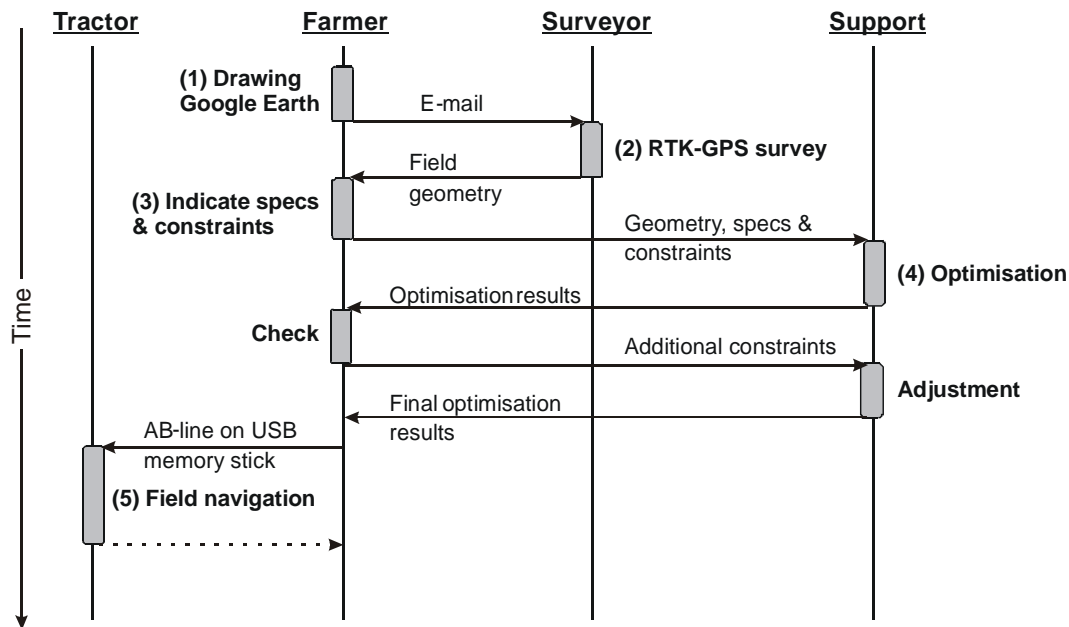 Tractor
Farmer
Surveyor
Support
(1) Drawing
Google Earth
E-mail
(2) RTK-GPS survey
Field
geometry
(3) Indicate specs
& constraints
Geometry, specs &
constraints
(4) Optimisation
Optimisation results
Time
Check
Additional constraints
Adjustment
Final optimisation
results
AB-line on USB
memory stick
(5) Field navigation